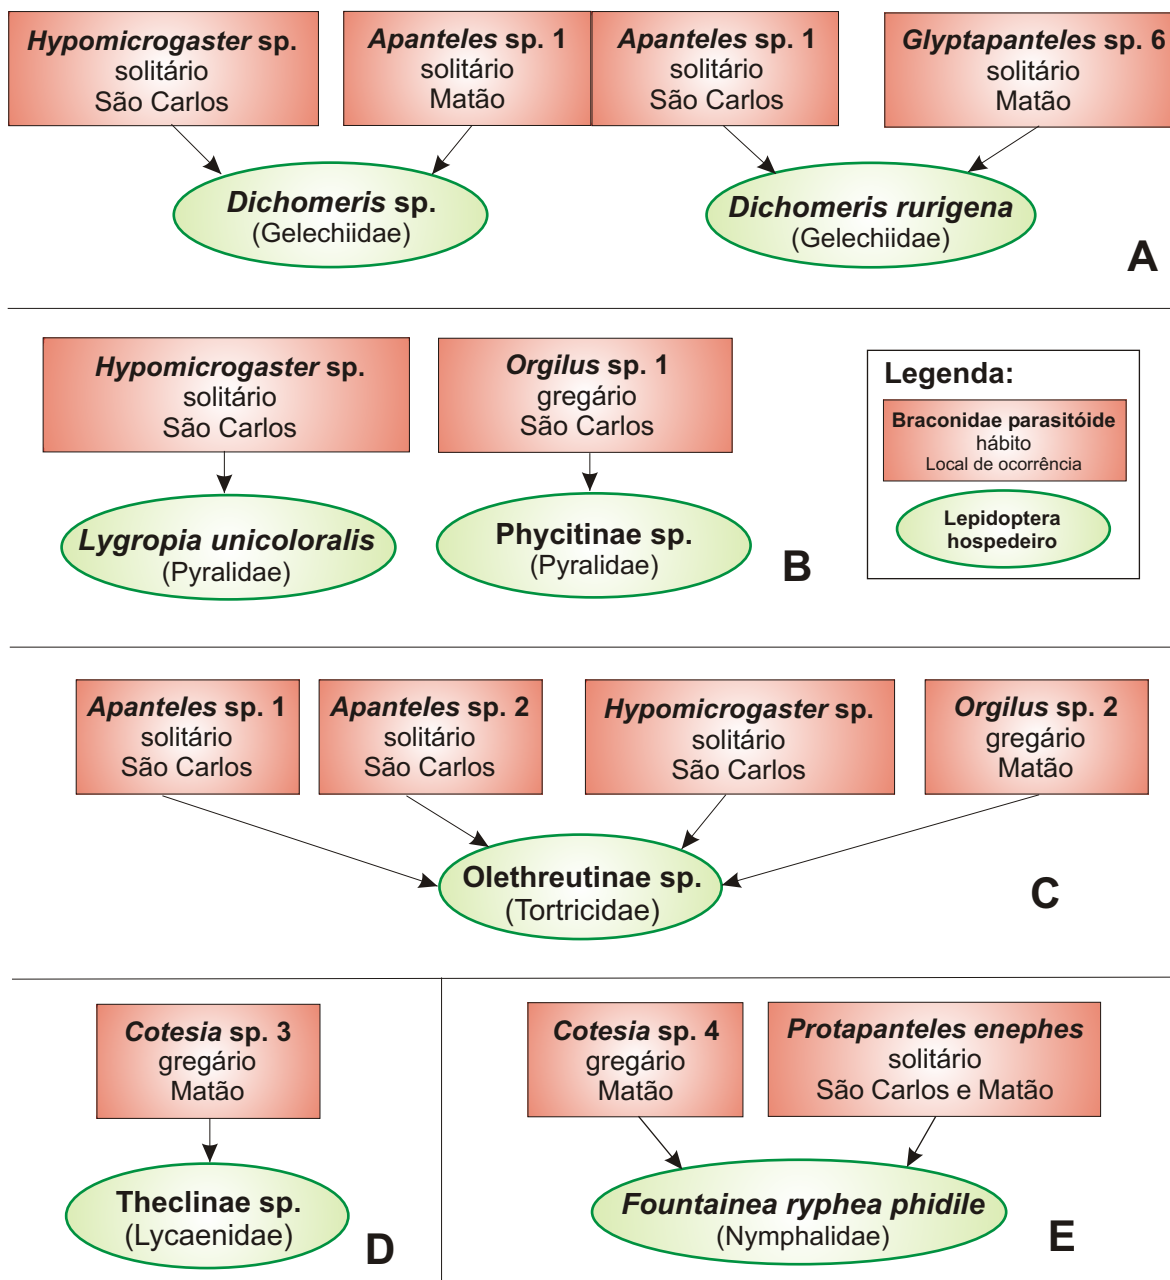 Hypomicrogaster sp.
solitário
São Carlos
Apanteles sp. 1
solitário
Matão
Apanteles sp. 1
solitário
São Carlos
Glyptapanteles sp. 6
solitário
Matão
Dichomeris sp.
(Gelechiidae)
Dichomeris rurigena
(Gelechiidae)
A
Hypomicrogaster sp.
solitário
São Carlos
Orgilus sp. 1
gregário
São Carlos
Lygropia unicoloralis
(Pyralidae)
Phycitinae sp.
(Pyralidae)
B
Legenda:
Braconidae parasitóide
hábito
Local de ocorrência
Lepidoptera
hospedeiro
Apanteles sp. 1
solitário
São Carlos
Apanteles sp. 2
solitário
São Carlos
Hypomicrogaster sp.
solitário
São Carlos
Orgilus sp. 2
gregário
Matão
Olethreutinae sp.
(Tortricidae)
C
Cotesia sp. 3
gregário
Matão
Theclinae sp.
(Lycaenidae)
D
Cotesia sp. 4
gregário
Matão
Protapanteles enephes
solitário
São Carlos e Matão
Fountainea ryphea phidile
(Nymphalidae)
E